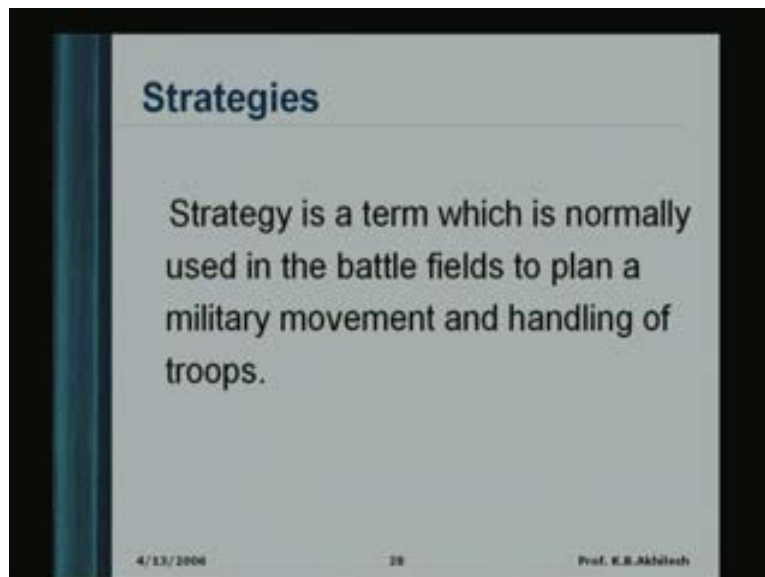 Strategies
Strategy is a term which is normally
used in the battle fields to plan a
military movement and handling of
troops.
4/13/2006 28 Prof. K.B.Akhilesh